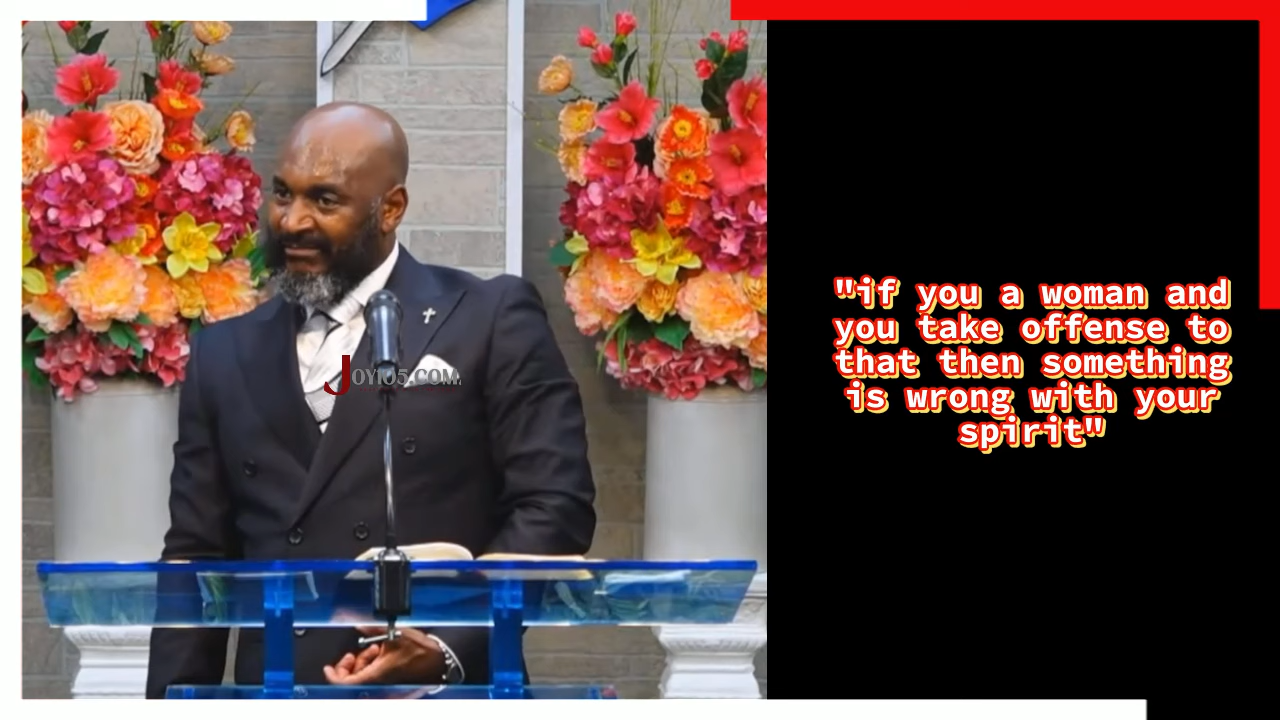 Joy105.com
"if you a woman and
you take offense to
that then something
is wrong with your
spirit"